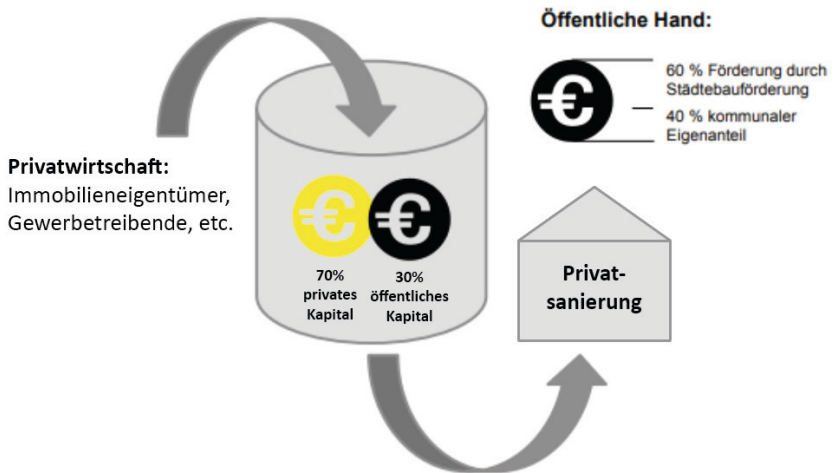 Öffentliche Hand:
60 % Förderung durch
Städtebauförderung
40 % kommunaler
Eigenanteil
Privatwirtschaft:
Immobilieneigentümer,
Gewerbetreibende, etc.
€
€
€
70%
privates
Kapital
30%
öffentliches
Kapital
Privat-
sanierung